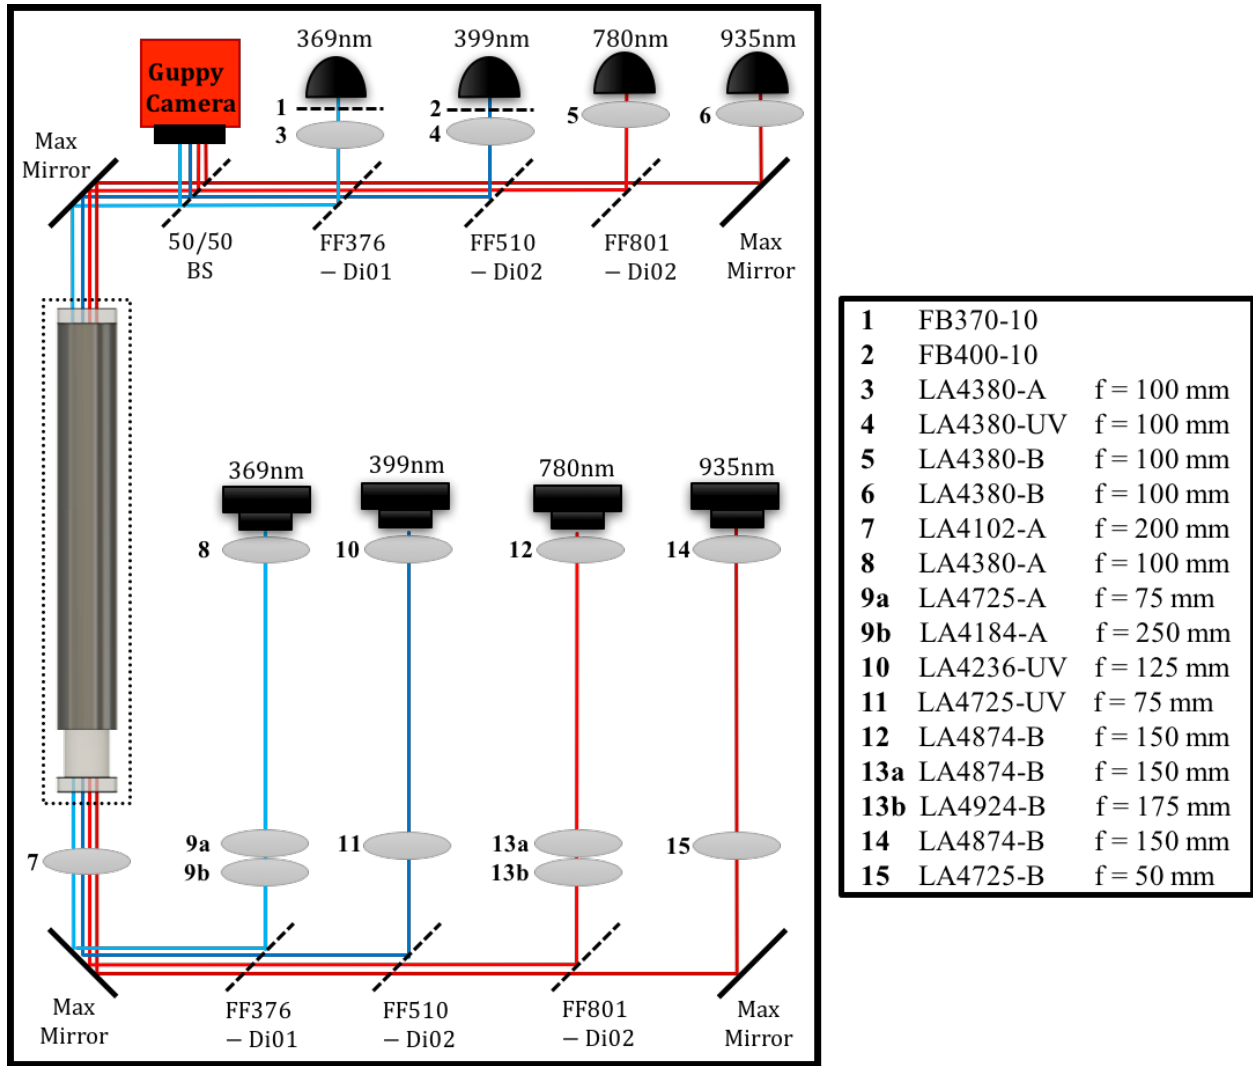 369nm
399nm
780nm
935nm
Guppy
Camera
1
2
3
4
5
6
Max
Mirror
50/50
BS
FF376
– Di01
FF510
– Di02
FF801
– Di02
Max
Mirror
369nm
399nm
780nm
935nm
8
10
12
14
7
9a
9b
11
13a
13b
15
Max
Mirror
FF376
– Di01
FF510
– Di02
FF801
– Di02
Max
Mirror
1 FB370-10
2 FB400-10
3 LA4380-A f = 100 mm
4 LA4380-UV f = 100 mm
5 LA4380-B f = 100 mm
6 LA4380-B f = 100 mm
7 LA4102-A f = 200 mm
8 LA4380-A f = 100 mm
9a LA4725-A f = 75 mm
9b LA4184-A f = 250 mm
10 LA4236-UV f = 125 mm
11 LA4725-UV f = 75 mm
12 LA4874-B f = 150 mm
13a LA4874-B f = 150 mm
13b LA4924-B f = 175 mm
14 LA4874-B f = 150 mm
15 LA4725-B f = 50 mm